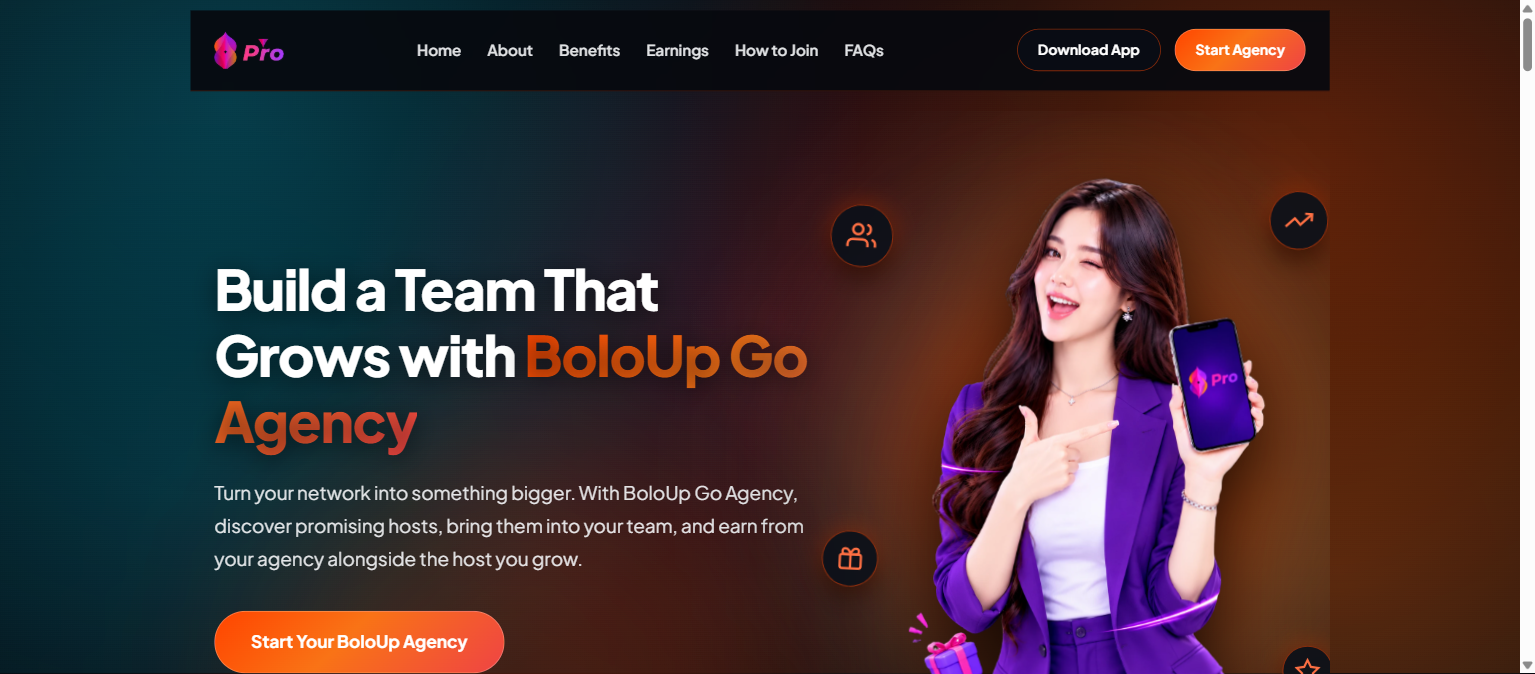 Pro
Home About Benefits Earnings How to Join FAQs
Download App Start Agency
Build a Team That
Grows with BoloUp Go
Agency
Turn your network into something bigger. With BoloUp Go Agency,
discover promising hosts, bring them into your team, and earn from
your agency alongside the host you grow.
Start Your BoloUp Agency
Pro